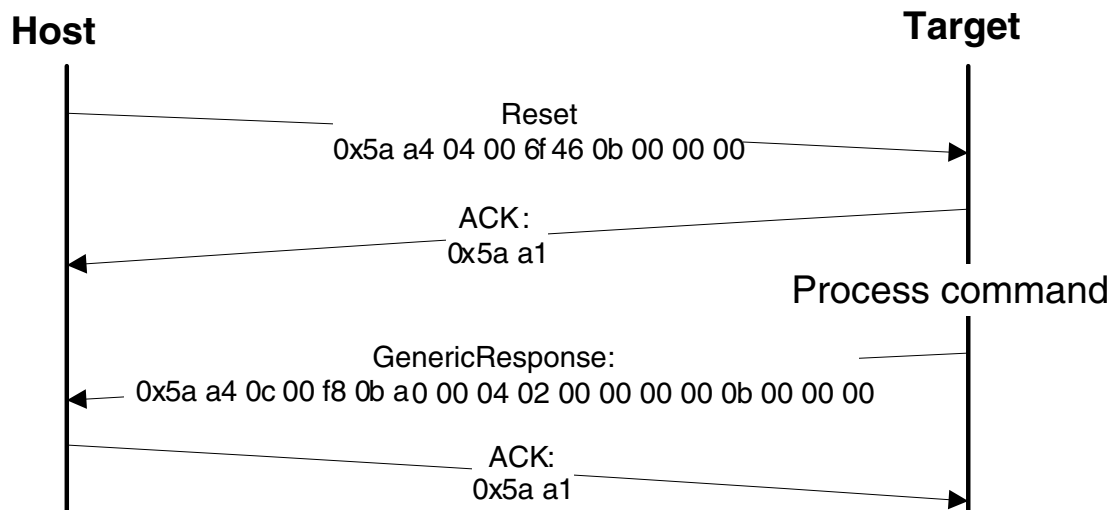 Host
Target
Reset
0x5a a4 04 00 6f 46 0b 00 00 00
ACK:
0x5a a1
Process command
GenericResponse:
0x5a a4 0c 00 f8 0b a0 00 04 02 00 00 00 00 0b 00 00 00
ACK:
0x5a a1